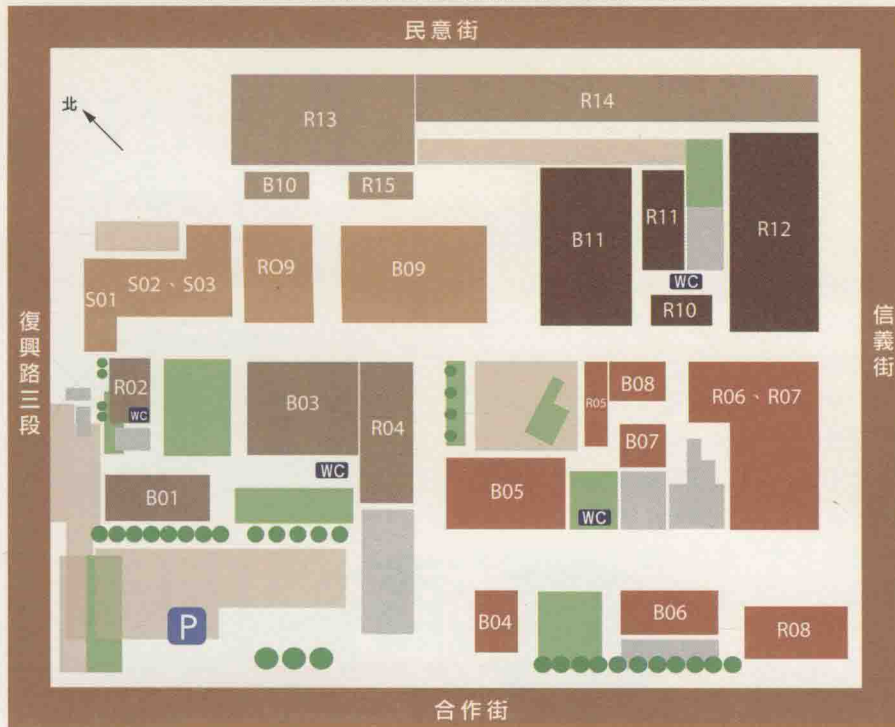 民意街
北
R13
R14
B10
R15
B11
R11
R12
S01
S02、S03
RO9
B09
WC
R10
復興路三段
信義街
R02
WC
B03
R04
R05
B08
R06、R07
B07
WC
B01
B05
WC
P
B04
B06
R08
合作街